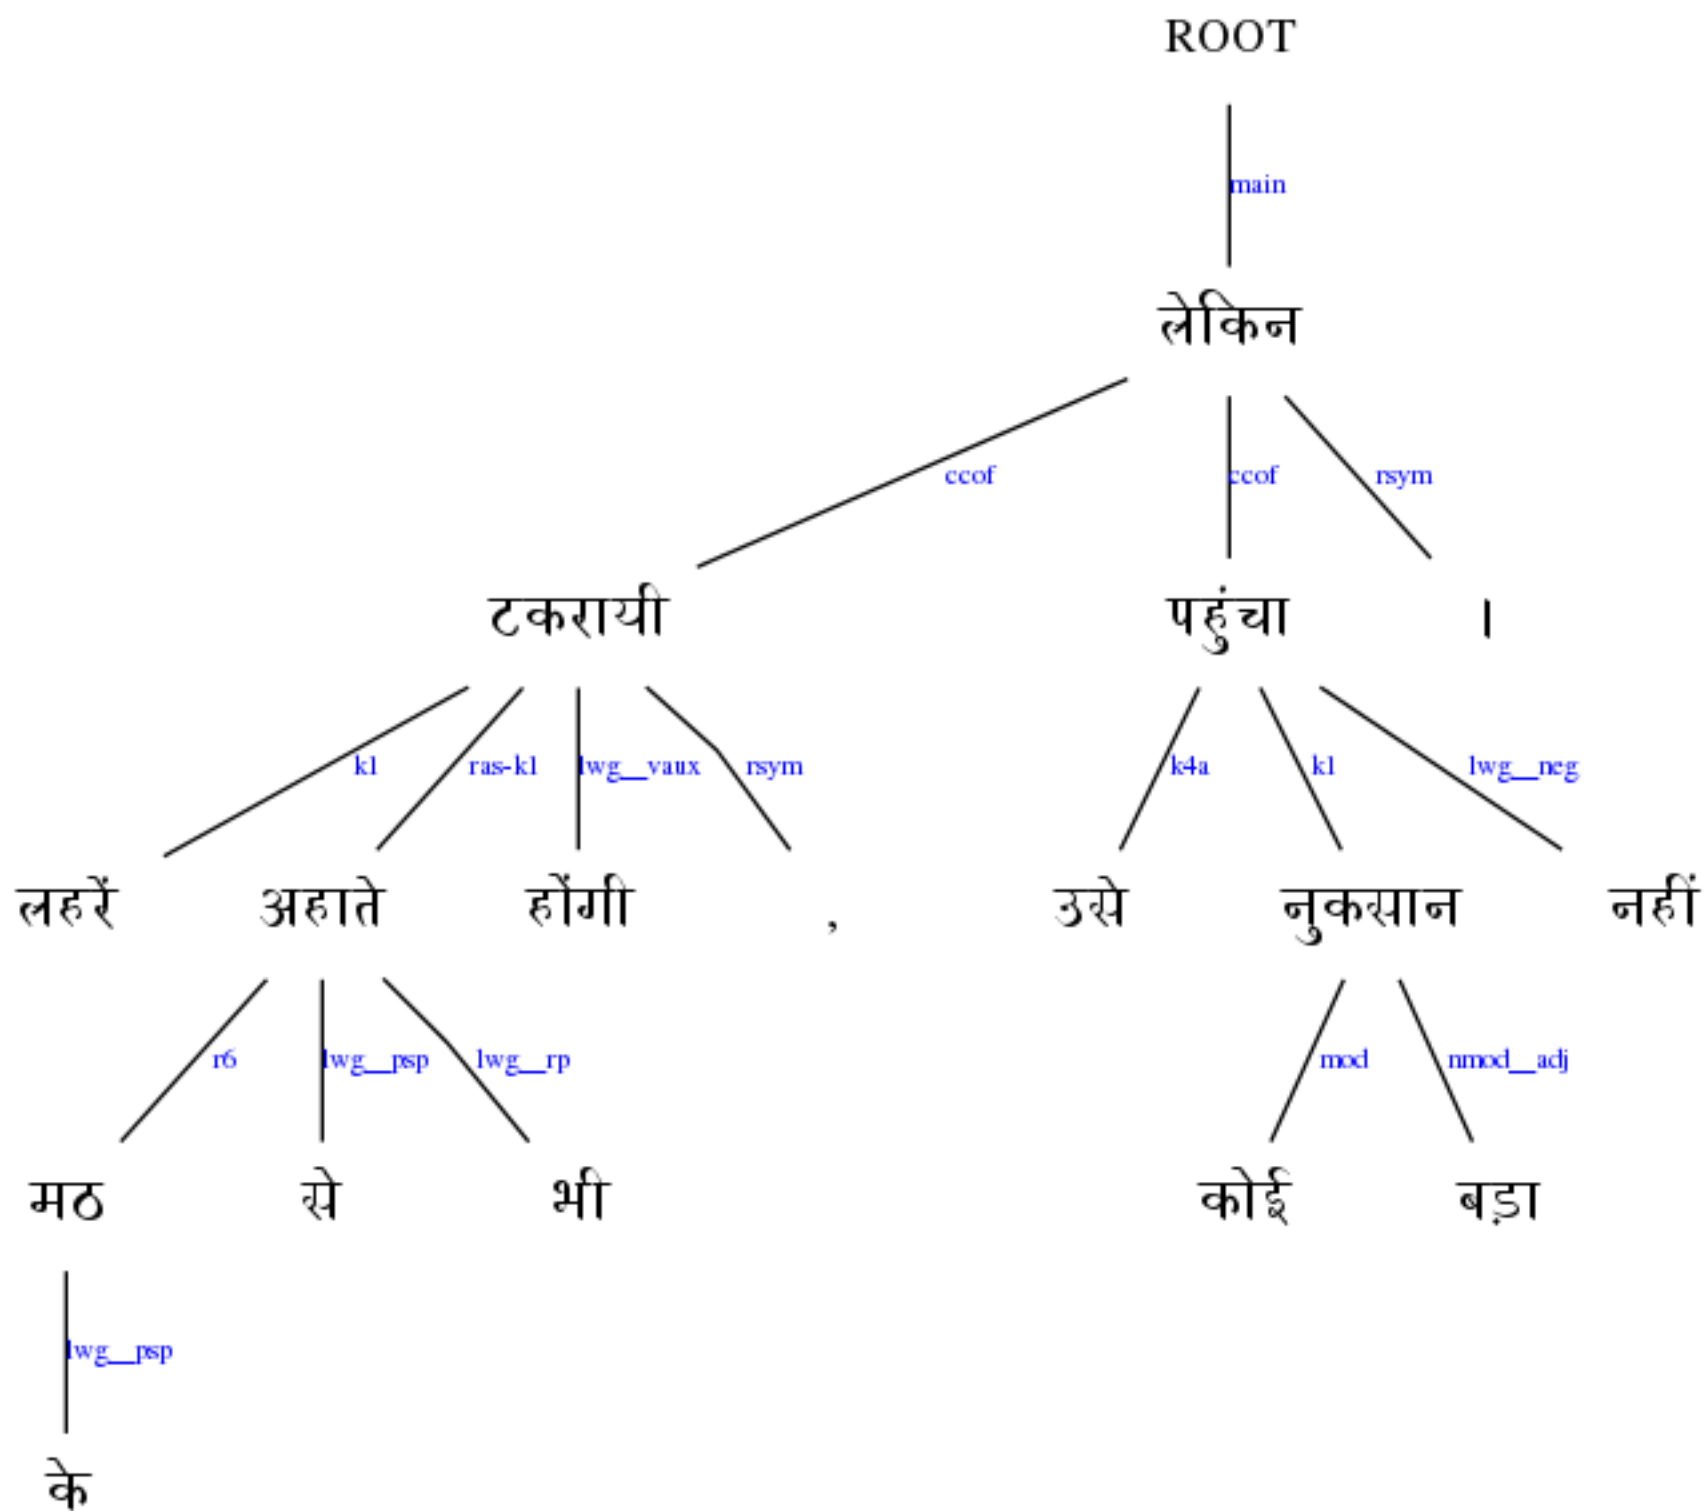 ROOT
main
लेकिन
ccof ccof rsym
टकरायी पहुंचा ।
k1 ras-k1 lwg__vaux rsym k4a k1 lwg__neg
लहरें अहाते होंगी , उसे नुकसान नहीं
r6 lwg__psp lwg__rp mod nmod__adj
मठ से भी कोई बड़ा
lwg__psp
के